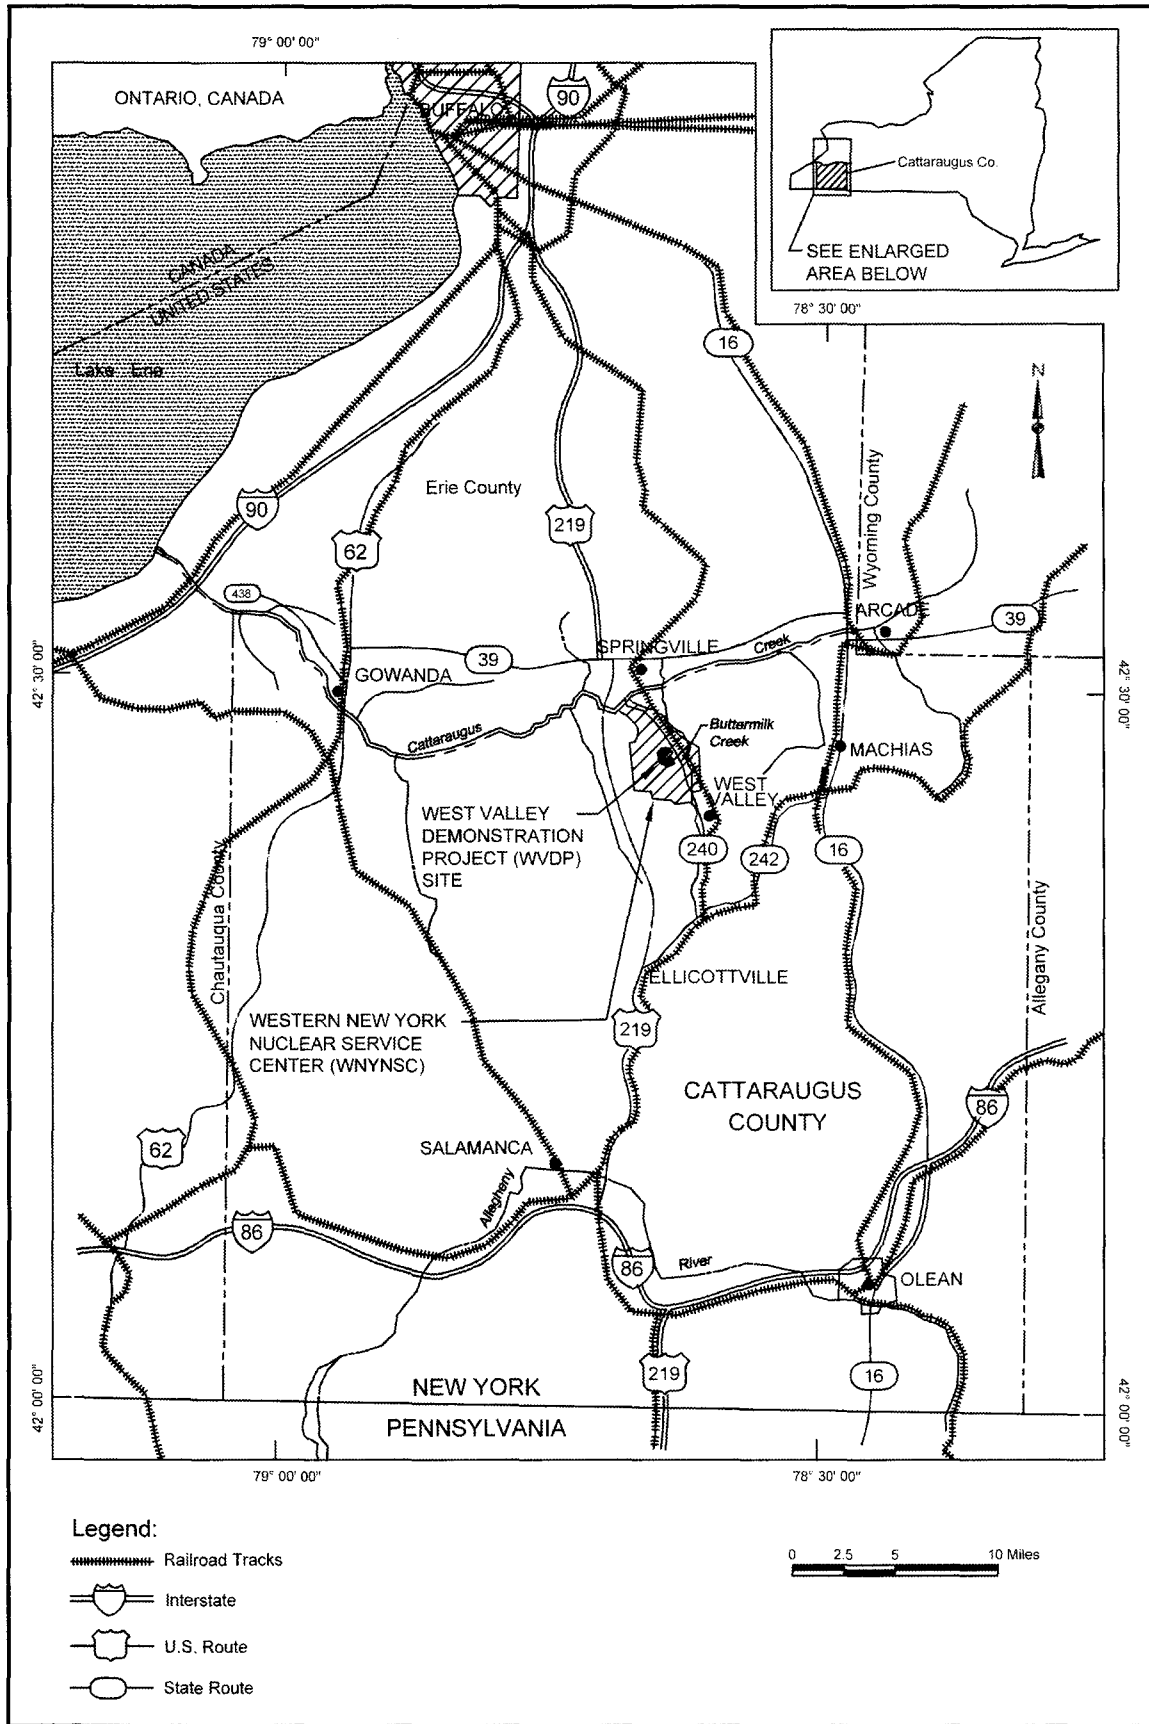 79° 00' 00"
ONTARIO, CANADA
BUFFALO
90
Cattaraugus Co.
SEE ENLARGED
AREA BELOW
78° 30' 00"
CANADA
UNITED STATES
Lake Erie
16
N
Erie County
90
62
219
Wyoming County
438
ARCADE
39
SPRINGVILLE
Creek
39
GOWANDA
42° 30' 00"
42° 30' 00"
Cattaraugus
Buttermilk
Creek
MACHIAS
WEST
VALLEY
WEST VALLEY
DEMONSTRATION
PROJECT (WVDP)
SITE
240
242
16
Chautauqua County
Allegany County
ELLICOTTVILLE
WESTERN NEW YORK
NUCLEAR SERVICE
CENTER (WNYNSC)
219
CATTARAUGUS
COUNTY
86
62
SALAMANCA
Allegheny
86
River
86
OLEAN
219
16
NEW YORK
PENNSYLVANIA
42° 00' 00"
42° 00' 00"
79° 00' 00"
78° 30' 00"
Legend:
Railroad Tracks
Interstate
U.S. Route
State Route
0 2.5 5 10 Miles